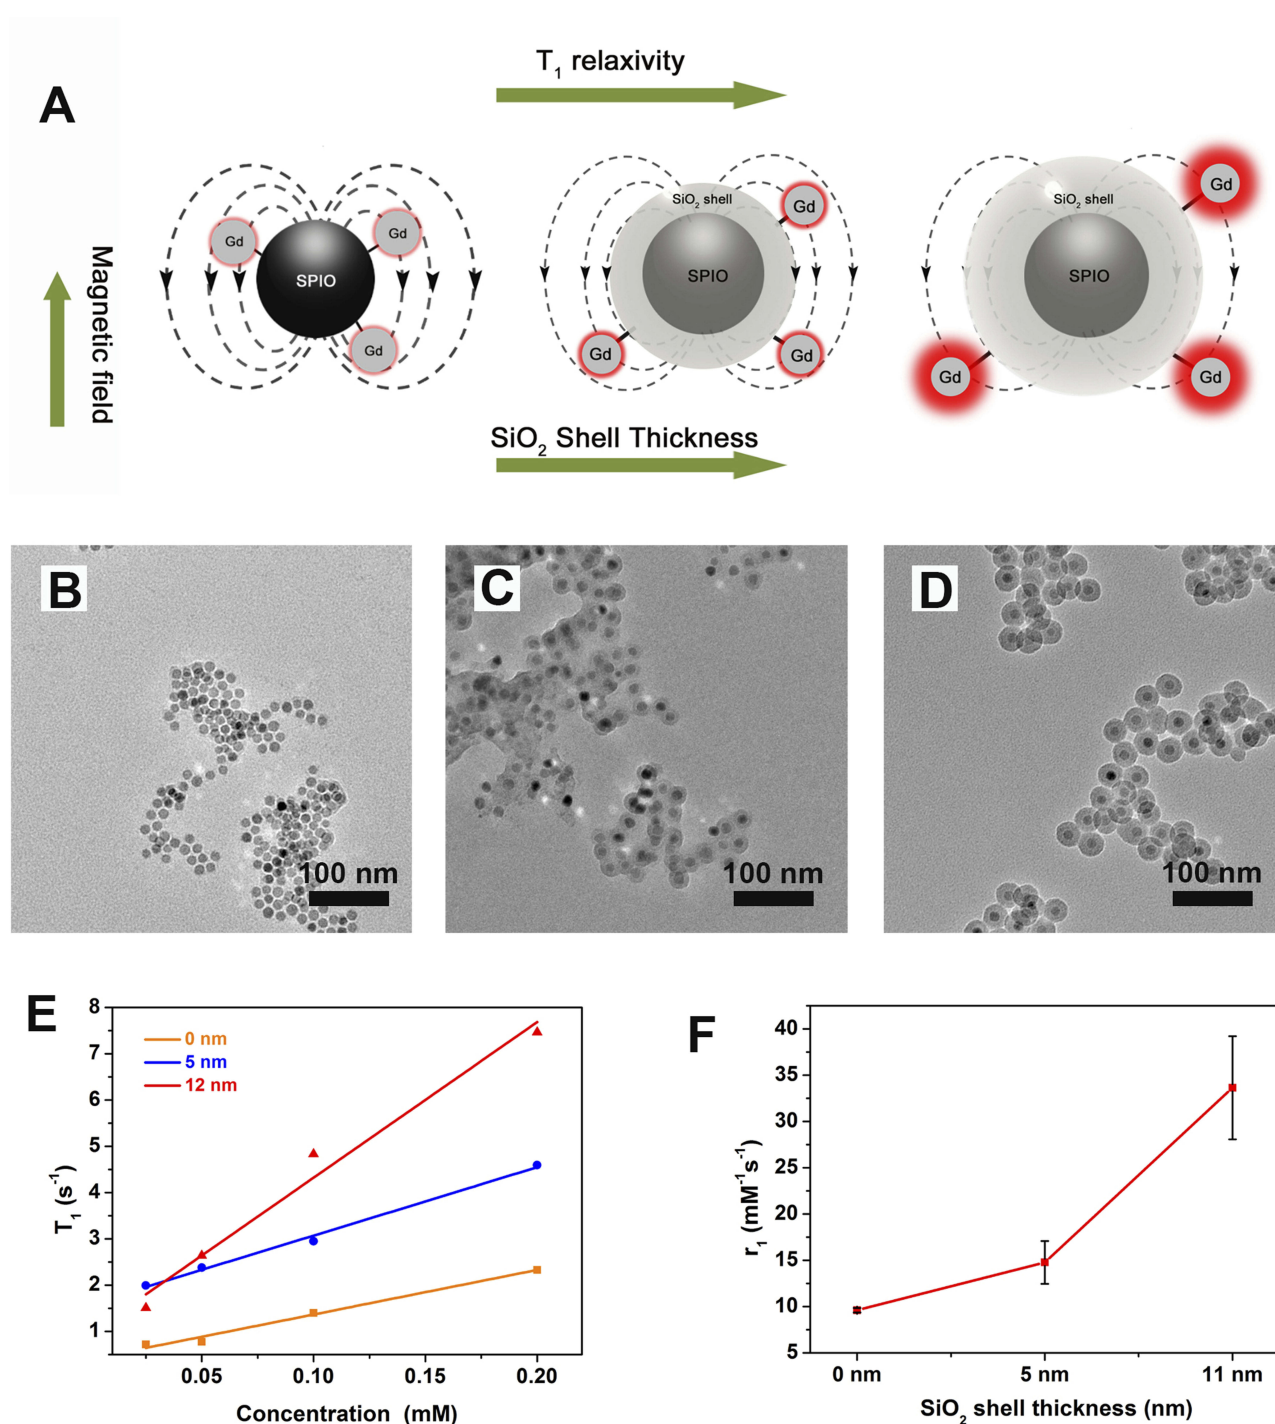 T₁ relaxivity
A
Magnetic field
Gd
Gd
SPIO
Gd
SiO₂ shell
Gd
SPIO
Gd
Gd
Gd
SiO₂ shell
SPIO
Gd
Gd
SiO₂ Shell Thickness
B
100 nm
C
100 nm
D
100 nm
E
8
7
6
5
4
3
2
1
T₁ (s⁻¹)
0 nm
5 nm
12 nm
0.05
0.10
0.15
0.20
Concentration (mM)
F
40
35
30
25
20
15
10
5
r₁ (mM⁻¹s⁻¹)
0 nm
5 nm
11 nm
SiO₂ shell thickness (nm)